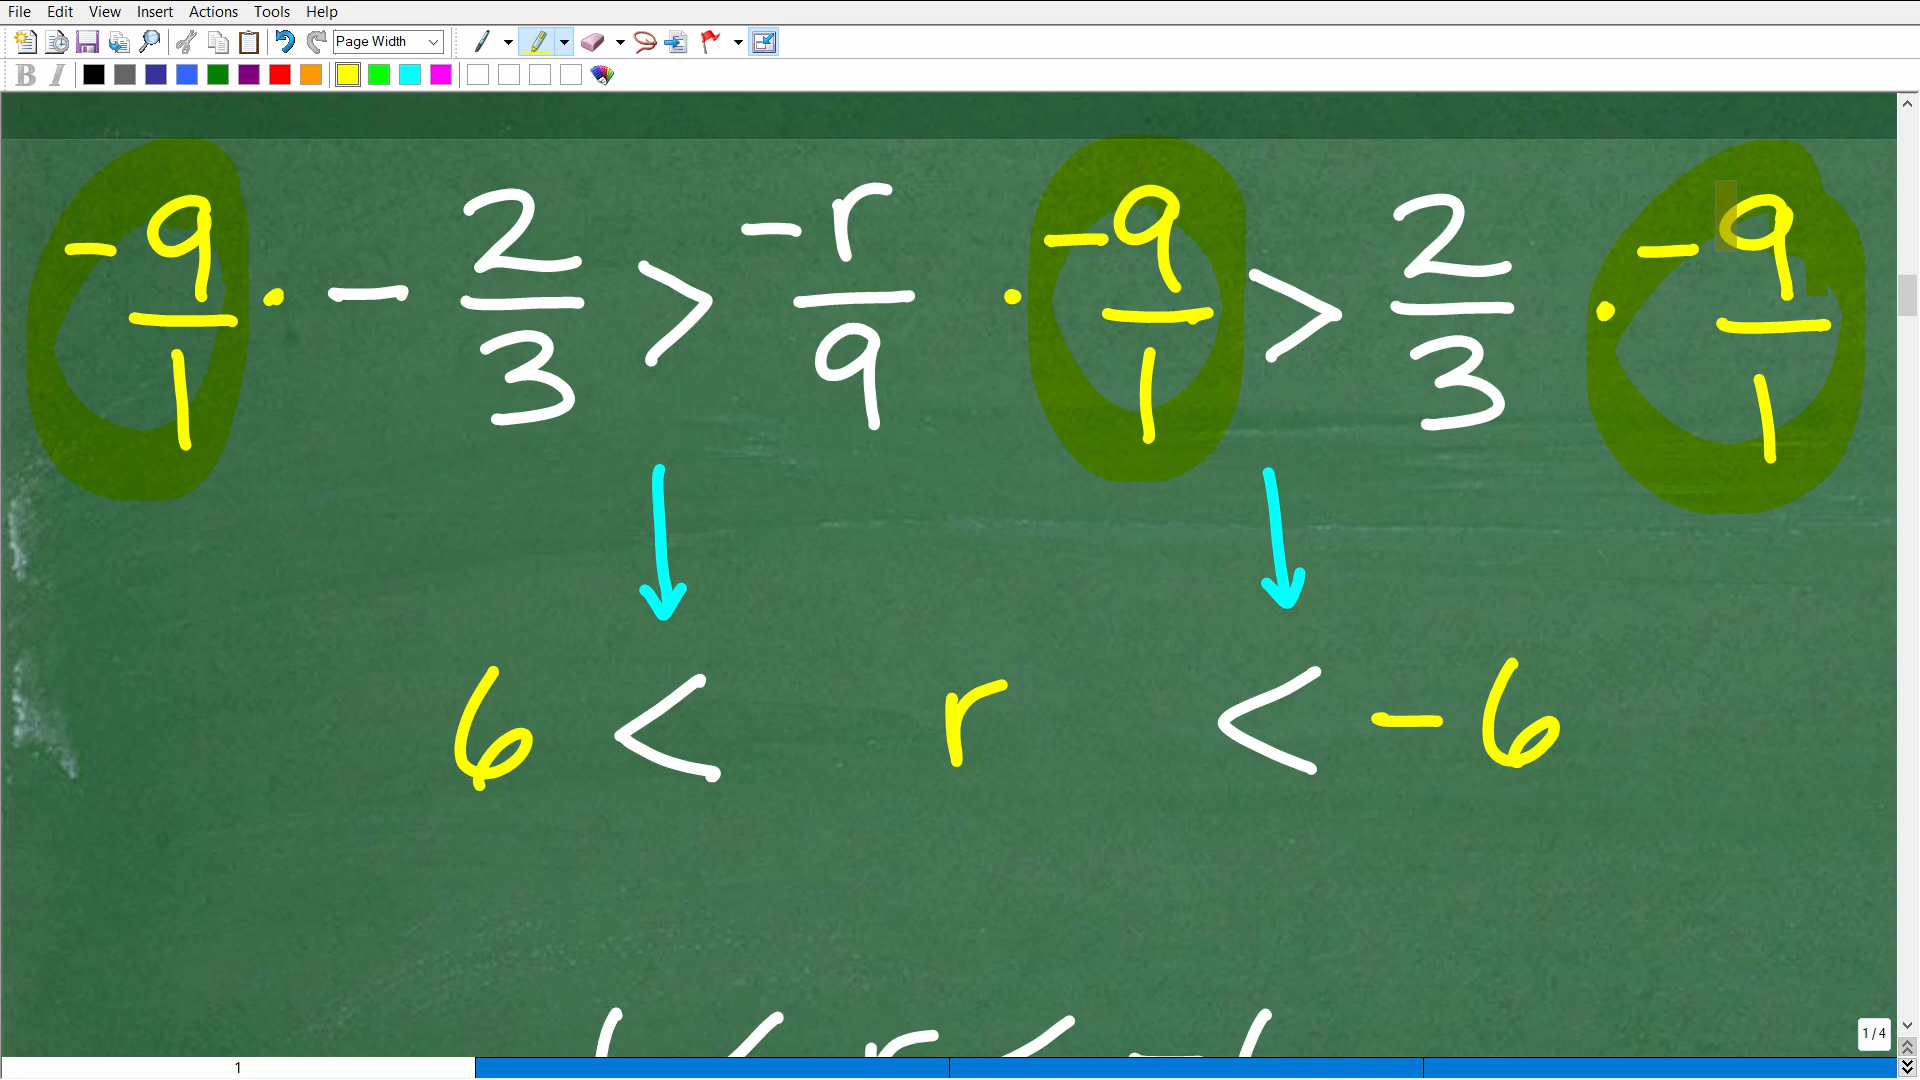 File Edit View Insert Actions Tools Help
Page Width
B I
-9/1 · - 2/3 > -r/9 · -9/1 > 2/3 · -9/1
6 < r < -6
1 / 4
1